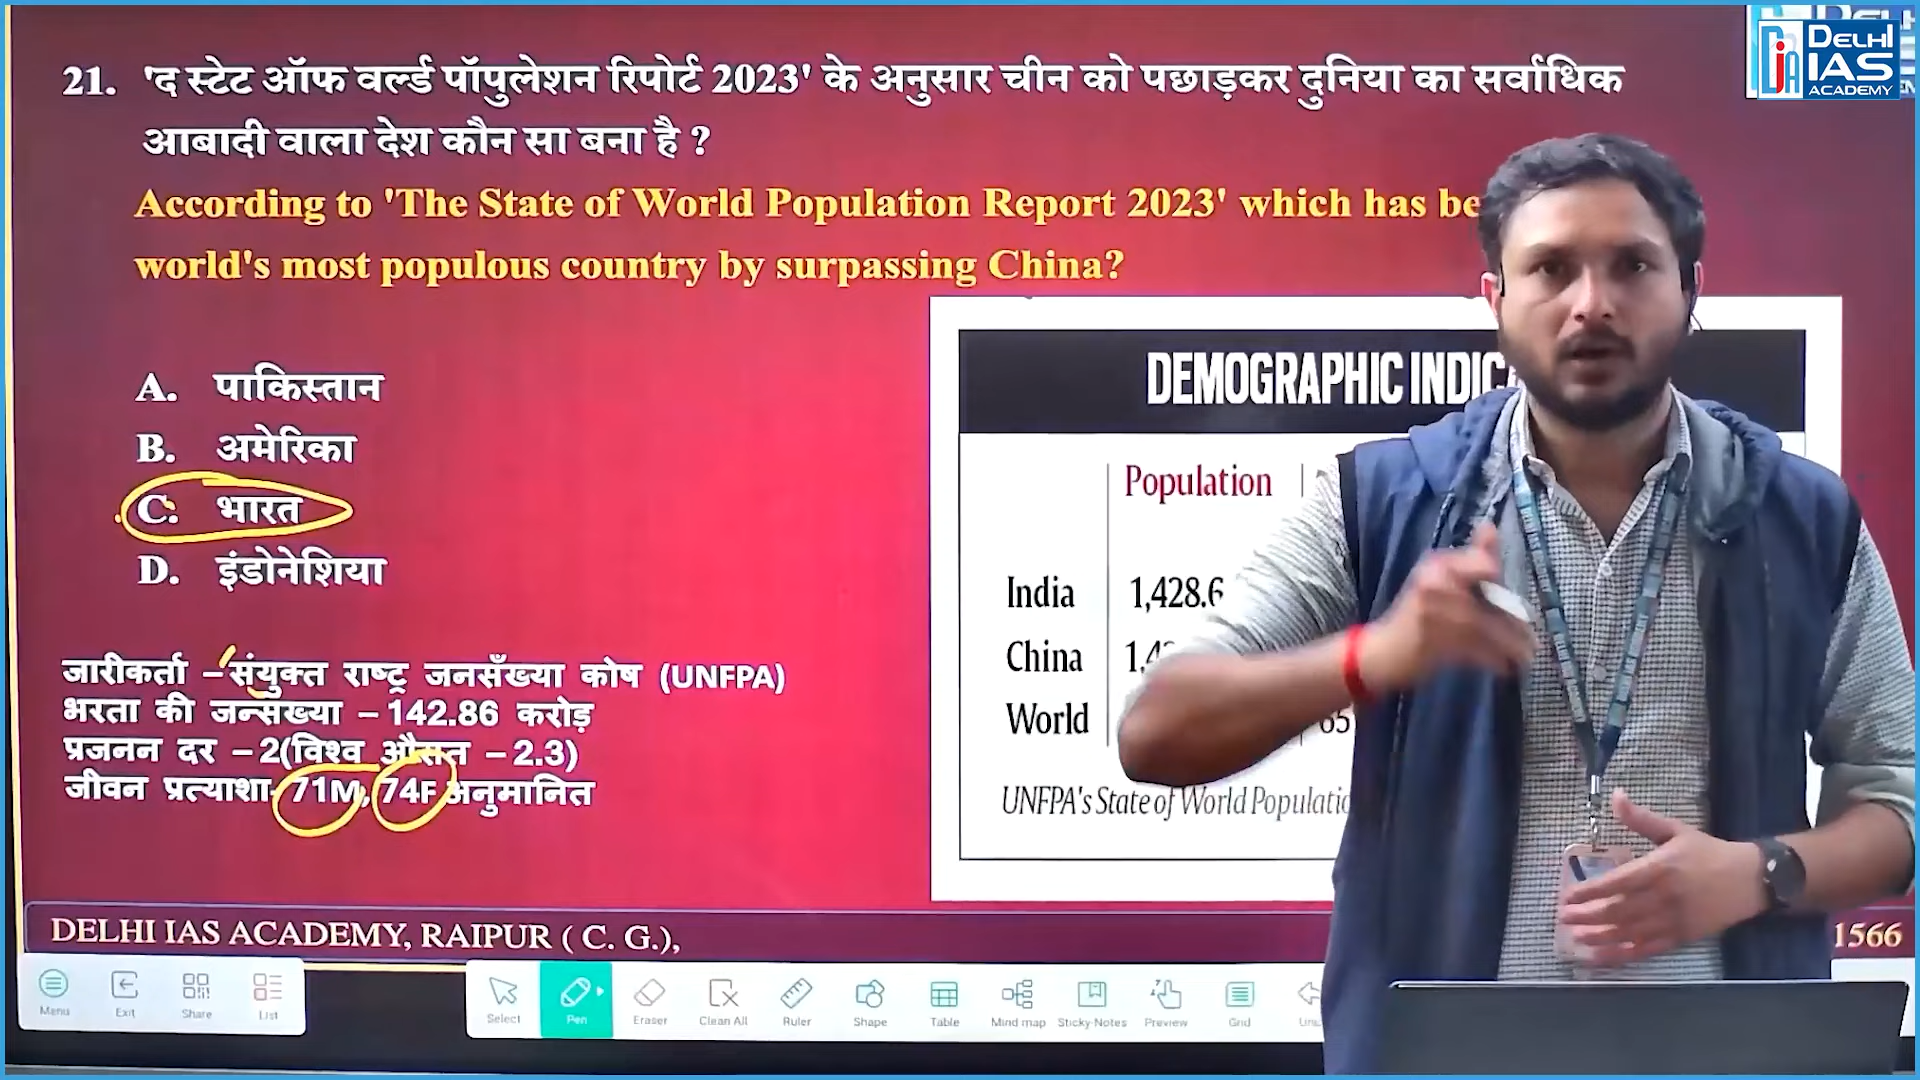 DELHI
IAS
ACADEMY
21. 'द स्टेट ऑफ वर्ल्ड पॉपुलेशन रिपोर्ट 2023' के अनुसार चीन को पछाड़कर दुनिया का सर्वाधिक
आबादी वाला देश कौन सा बना है ?
According to 'The State of World Population Report 2023' which has be
world's most populous country by surpassing China?
A. पाकिस्तान
B. अमेरिका
C. भारत
D. इंडोनेशिया
जारीकर्ता – संयुक्त राष्ट्र जनसँख्या कोष (UNFPA)
भरता की जन्संख्या – 142.86 करोड़
प्रजनन दर – 2(विश्व औसत – 2.3)
जीवन प्रत्याशा- 71M, 74F अनुमानित
DEMOGRAPHIC INDIC
Population
India 1,428.6
China 1,42
World 65
UNFPA's State of World Populatio
DELHI IAS ACADEMY, RAIPUR ( C. G.),
1566
Menu Exit Share List
Select Pen Eraser Clean All Ruler Shape Table Mind map Sticky-Notes Preview Grid